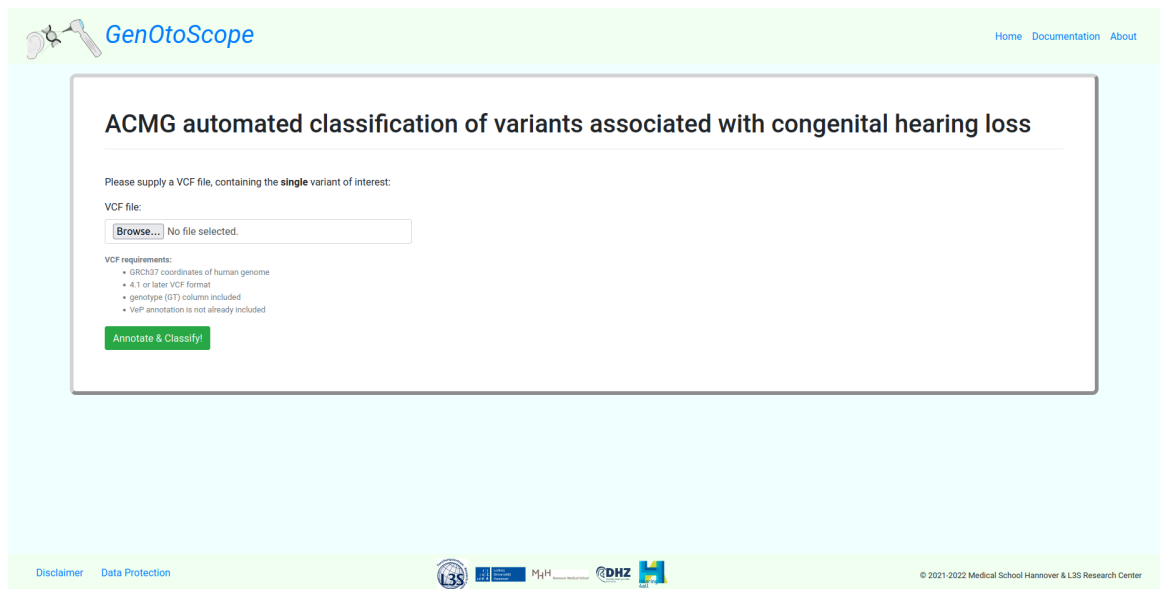 GenOtoScope
Home Documentation About
ACMG automated classification of variants associated with congenital hearing loss
Please supply a VCF file, containing the single variant of interest:
VCF file:
Browse... No file selected.
VCF requirements:
• GRCh37 coordinates of human genome
• 4.1 or later VCF format
• genotype (GT) column included
• VeP annotation is not already included
Annotate & Classify!
Disclaimer Data Protection
L3S
MHH
DHZ
© 2021-2022 Medical School Hannover & L3S Research Center